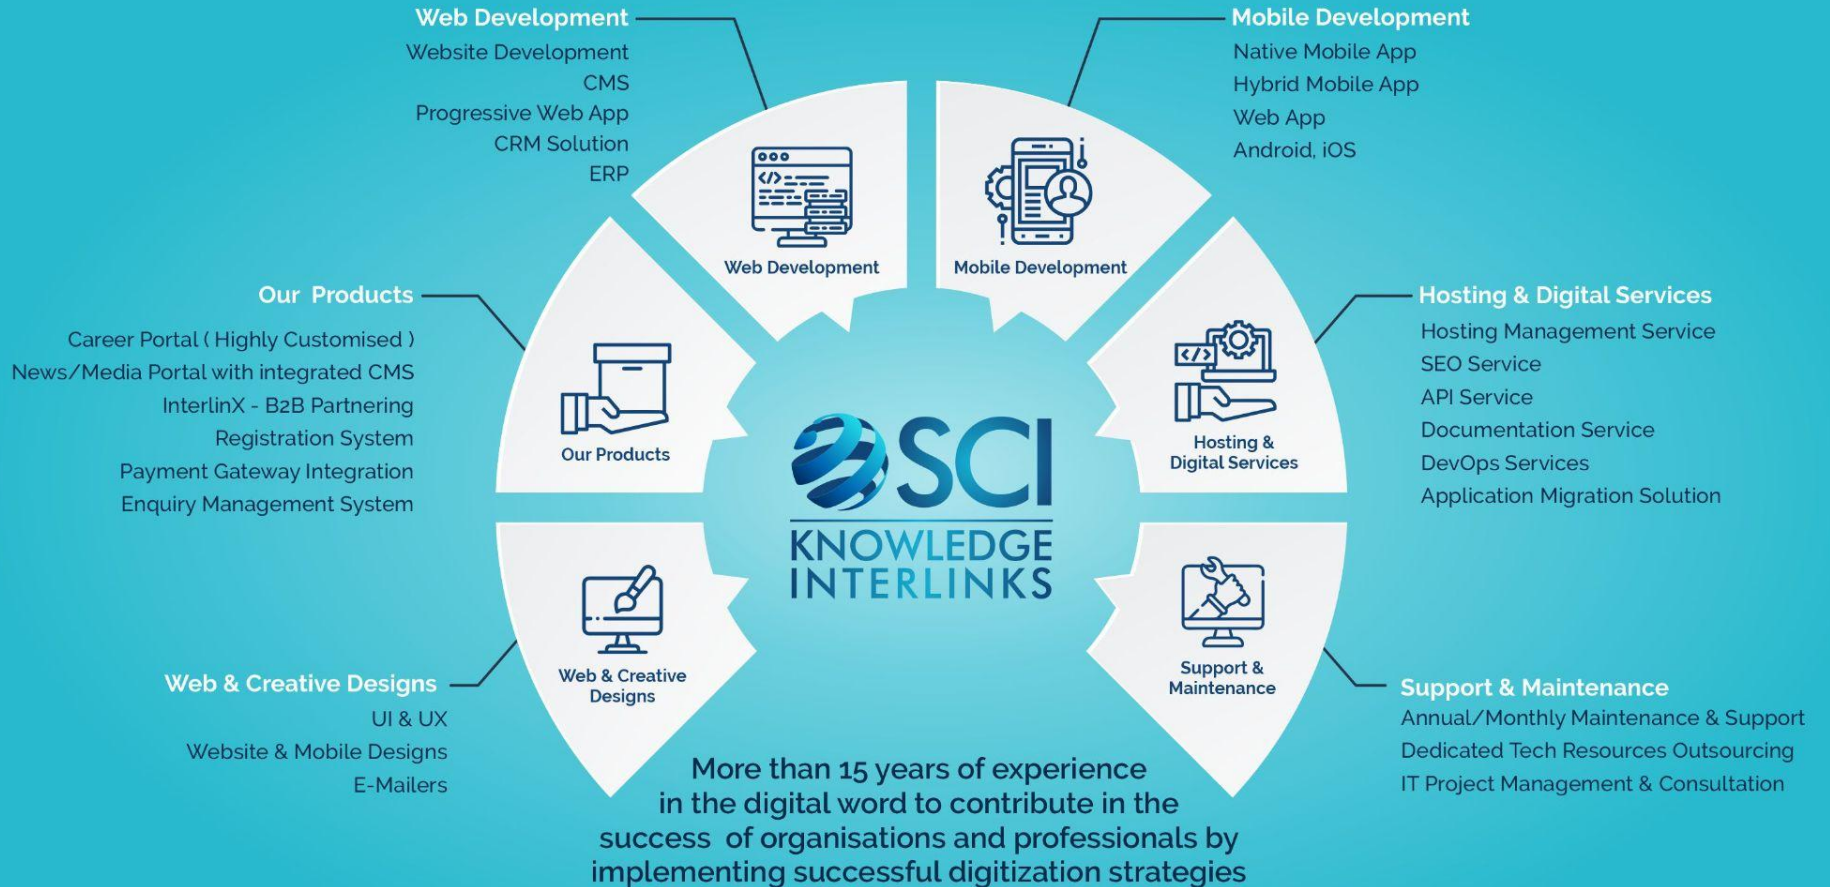 Web Development
Website Development
CMS
Progressive Web App
CRM Solution
ERP
Mobile Development
Native Mobile App
Hybrid Mobile App
Web App
Android, iOS
Web Development
Mobile Development
Our Products
Career Portal ( Highly Customised )
News/Media Portal with integrated CMS
InterlinX - B2B Partnering
Registration System
Payment Gateway Integration
Enquiry Management System
Our Products
Hosting &
Digital Services
Hosting & Digital Services
Hosting Management Service
SEO Service
API Service
Documentation Service
DevOps Services
Application Migration Solution
SCI
KNOWLEDGE
INTERLINKS
Web & Creative Designs
UI & UX
Website & Mobile Designs
E-Mailers
Web & Creative
Designs
Support &
Maintenance
Support & Maintenance
Annual/Monthly Maintenance & Support
Dedicated Tech Resources Outsourcing
IT Project Management & Consultation
More than 15 years of experience
in the digital word to contribute in the
success of organisations and professionals by
implementing successful digitization strategies